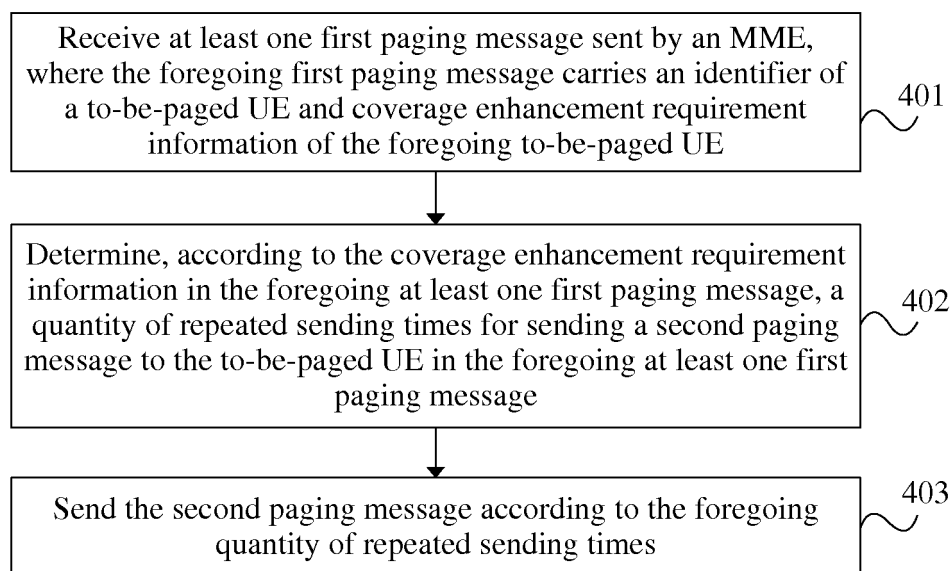 Receive at least one first paging message sent by an MME,
where the foregoing first paging message carries an identifier of
a to-be-paged UE and coverage enhancement requirement
information of the foregoing to-be-paged UE
401
Determine, according to the coverage enhancement requirement
information in the foregoing at least one first paging message, a
quantity of repeated sending times for sending a second paging
message to the to-be-paged UE in the foregoing at least one first
paging message
402
Send the second paging message according to the foregoing
quantity of repeated sending times
403